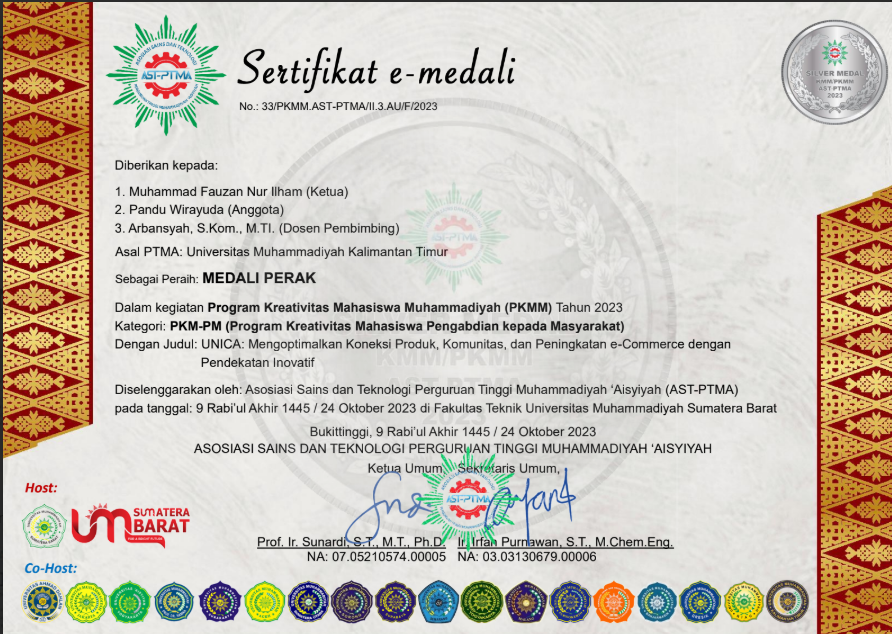 Sertifikat e-medali
No.: 33/PKMM.AST-PTMA/II.3.AU/F/2023
AST-PTMA
SILVER MEDAL
KMM/PKMM
AST-PTMA
2023
Diberikan kepada:
1. Muhammad Fauzan Nur Ilham (Ketua)
2. Pandu Wirayuda (Anggota)
3. Arbansyah, S.Kom., M.TI. (Dosen Pembimbing)
Asal PTMA: Universitas Muhammadiyah Kalimantan Timur
Sebagai Peraih: MEDALI PERAK
Dalam kegiatan Program Kreativitas Mahasiswa Muhammadiyah (PKMM) Tahun 2023
Kategori: PKM-PM (Program Kreativitas Mahasiswa Pengabdian kepada Masyarakat)
Dengan Judul: UNICA: Mengoptimalkan Koneksi Produk, Komunitas, dan Peningkatan e-Commerce dengan
Pendekatan Inovatif
KMM/PKMM
Diselenggarakan oleh: Asosiasi Sains dan Teknologi Perguruan Tinggi Muhammadiyah ‘Aisyiyah (AST-PTMA)
pada tanggal: 9 Rabi’ul Akhir 1445 / 24 Oktober 2023 di Fakultas Teknik Universitas Muhammadiyah Sumatera Barat
Bukittinggi, 9 Rabi’ul Akhir 1445 / 24 Oktober 2023
ASOSIASI SAINS DAN TEKNOLOGI PERGURUAN TINGGI MUHAMMADIYAH ‘AISYIYAH
Ketua Umum, Sekretaris Umum,
AST-PTMA
Prof. Ir. Sunardi, S.T., M.T., Ph.D. Ir. Irfan Purnawan, S.T., M.Chem.Eng.
NA: 07.05210574.00005 NA: 03.03130679.00006
Host:
UM SUMATERA
BARAT
Co-Host: